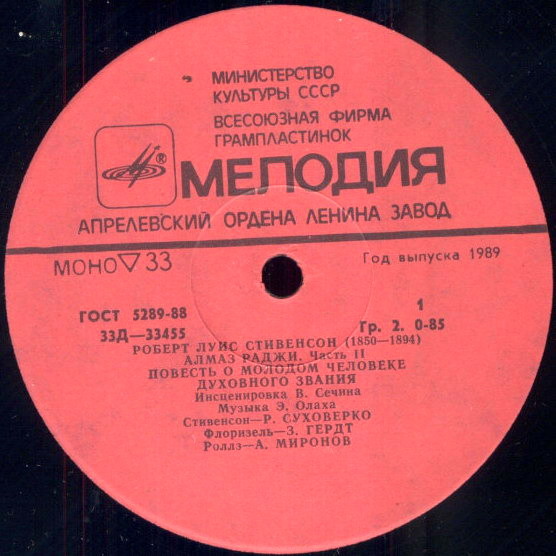 МИНИСТЕРСТВО
КУЛЬТУРЫ СССР
ВСЕСОЮЗНАЯ ФИРМА
ГРАМПЛАСТИНОК
®
МЕЛОДИЯ
АПРЕЛЕВСКИЙ ОРДЕНА ЛЕНИНА ЗАВОД
МОНО ▽ 33
Год выпуска 1989
ГОСТ 5289-88
33Д—33455
1
Гр. 2. 0-85
РОБЕРТ ЛУИС СТИВЕНСОН (1850—1894)
АЛМАЗ РАДЖИ. Часть II
ПОВЕСТЬ О МОЛОДОМ ЧЕЛОВЕКЕ
ДУХОВНОГО ЗВАНИЯ
Инсценировка В. Сечина
Музыка Э. Олаха
Стивенсон—Р. СУХОВЕРКО
Флоризель—З. ГЕРДТ
Роллз—А. МИРОНОВ